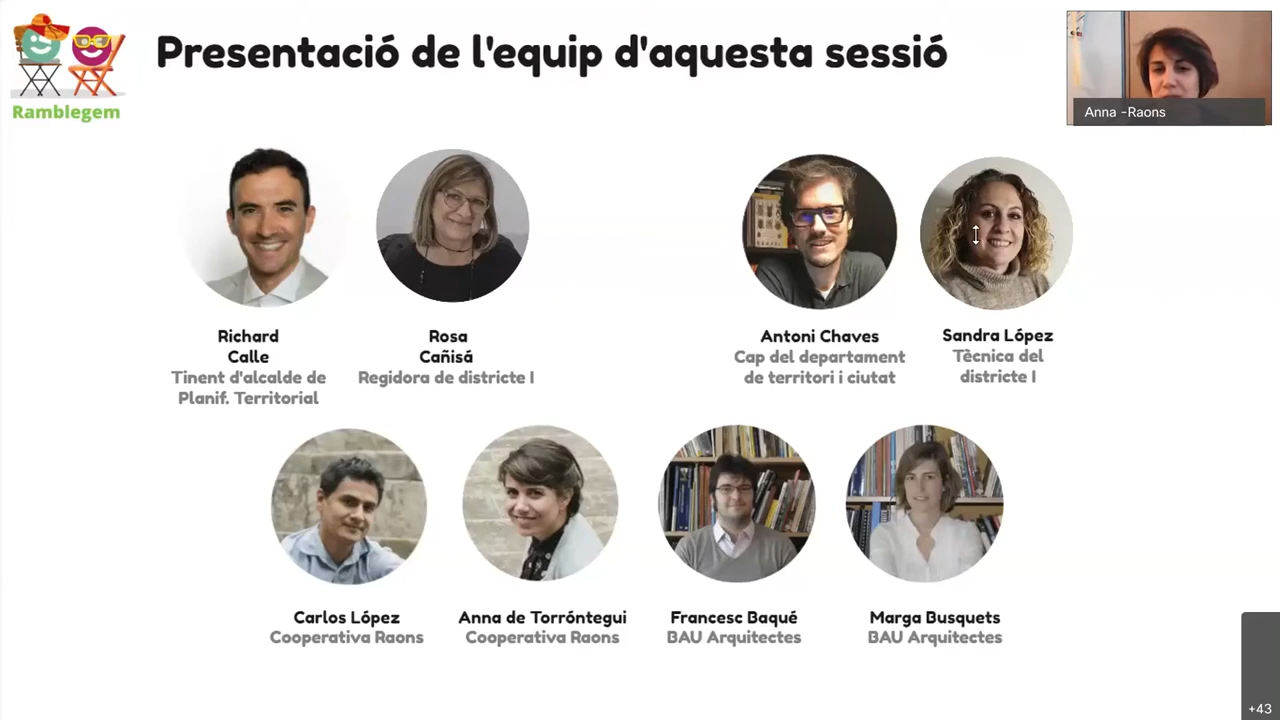 Presentació de l'equip d'aquesta sessió
Ramblegem
Anna -Raons
Richard
Calle
Tinent d'alcalde de
Planif. Territorial
Rosa
Cañisá
Regidora de districte I
Antoni Chaves
Cap del departament
de territori i ciutat
Sandra López
Tècnica del
districte I
Carlos López
Cooperativa Raons
Anna de Torróntegui
Cooperativa Raons
Francesc Baqué
BAU Arquitectes
Marga Busquets
BAU Arquitectes
+43